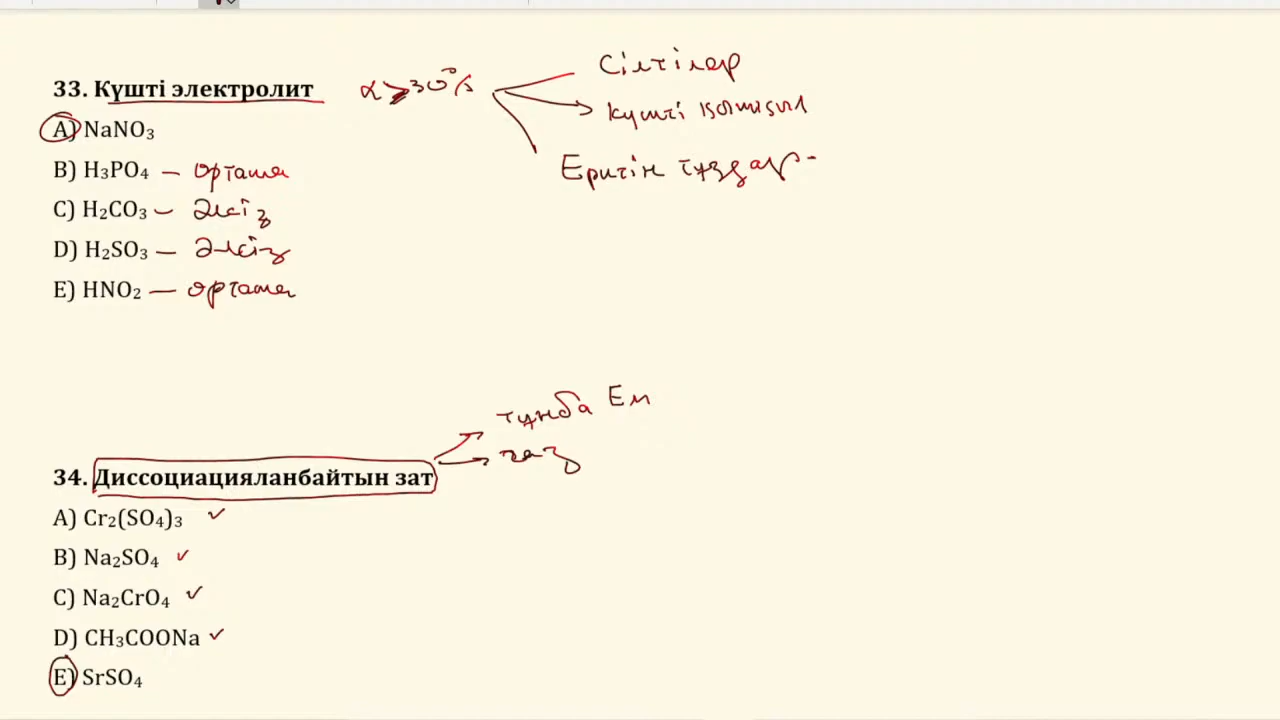 33. Күшті электролит α > 30% Сілтілер
күшті қышқыл
A) NaNO₃
B) H₃PO₄ — орташа Еритін тұздар
C) H₂CO₃ — Әлсіз
D) H₂SO₃ — Әлсіз
E) HNO₂ — орташа
тұнба Ем
газ
34. Диссоциацияланбайтын зат
A) Cr₂(SO₄)₃ ✓
B) Na₂SO₄ ✓
C) Na₂CrO₄ ✓
D) CH₃COONa ✓
E) SrSO₄